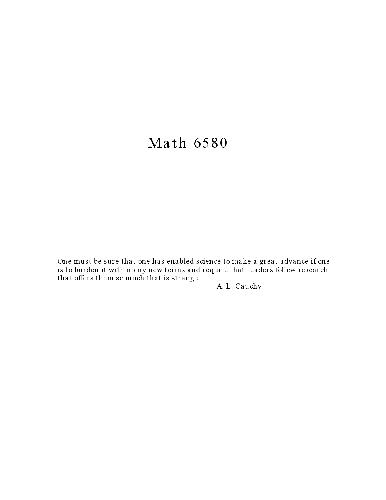 Math 6580
One must be sure that one has enabled science to make a great advance if one
is to burden it with many new terms and require that readers follow research
that offers them so much that is strange
A. L. Cauchy